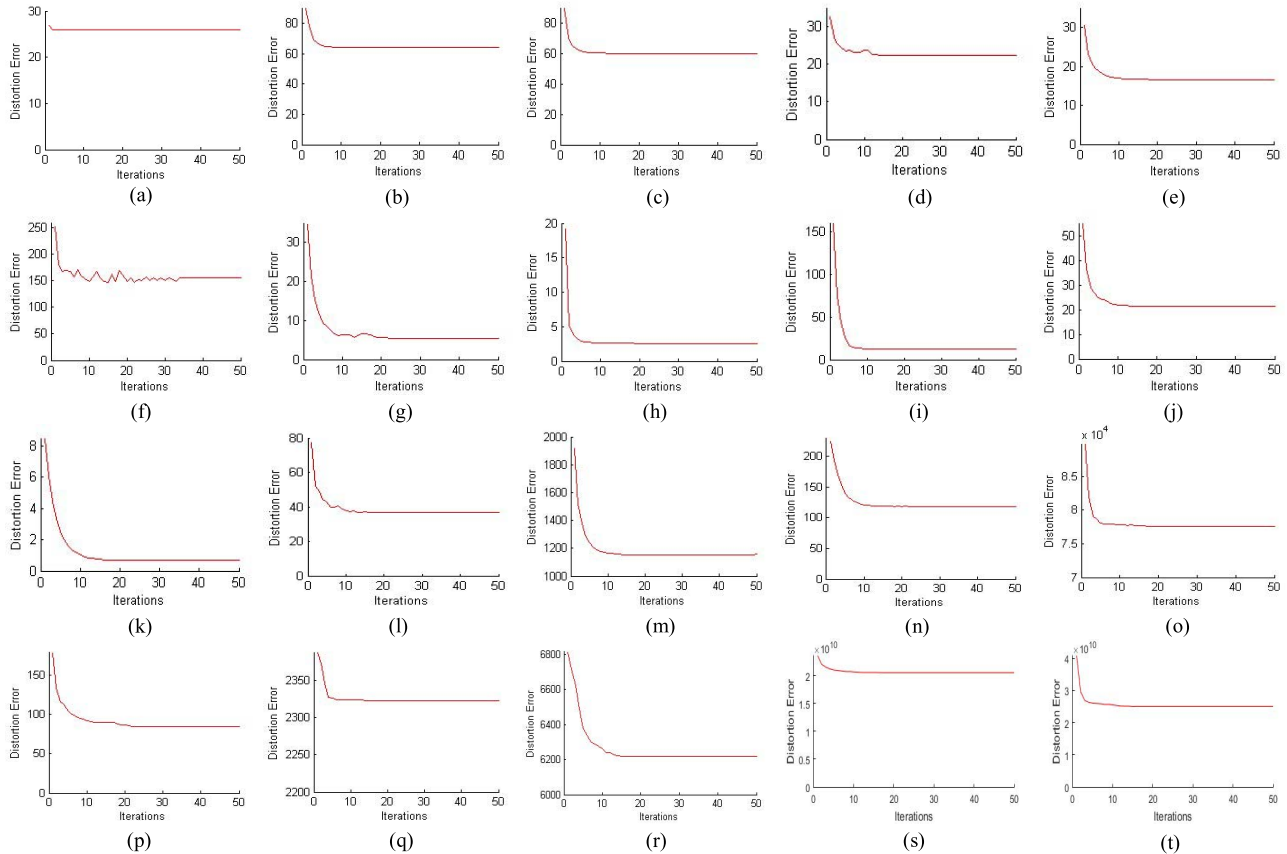 30
20
10
0
0 10 20 30 40 50
Distortion Error
Iterations
(a)
80
60
40
20
0
0 10 20 30 40 50
Distortion Error
Iterations
(b)
80
60
40
20
0
0 10 20 30 40 50
Distortion Error
Iterations
(c)
30
20
10
0
0 10 20 30 40 50
Distortion Error
Iterations
(d)
30
20
10
0
0 10 20 30 40 50
Distortion Error
Iterations
(e)
250
200
150
100
50
0
0 10 20 30 40 50
Distortion Error
Iterations
(f)
30
20
10
0
0 10 20 30 40 50
Distortion Error
Iterations
(g)
20
15
10
5
0
0 10 20 30 40 50
Distortion Error
Iterations
(h)
150
100
50
0
0 10 20 30 40 50
Distortion Error
Iterations
(i)
50
40
30
20
10
0
0 10 20 30 40 50
Distortion Error
Iterations
(j)
8
6
4
2
0
0 10 20 30 40 50
Distortion Error
Iterations
(k)
80
60
40
20
0
0 10 20 30 40 50
Distortion Error
Iterations
(l)
2000
1800
1600
1400
1200
1000
0 10 20 30 40 50
Distortion Error
Iterations
(m)
200
150
100
50
0
0 10 20 30 40 50
Distortion Error
Iterations
(n)
x 10^4
8.5
8
7.5
7
0 10 20 30 40 50
Distortion Error
Iterations
(o)
150
100
50
0
0 10 20 30 40 50
Distortion Error
Iterations
(p)
2350
2300
2250
2200
0 10 20 30 40 50
Distortion Error
Iterations
(q)
6800
6600
6400
6200
6000
0 10 20 30 40 50
Distortion Error
Iterations
(r)
× 10^10
2
1.5
1
0.5
0
0 10 20 30 40 50
Distortion Error
Iterations
(s)
× 10^10
4
3
2
1
0
0 10 20 30 40 50
Distortion Error
Iterations
(t)